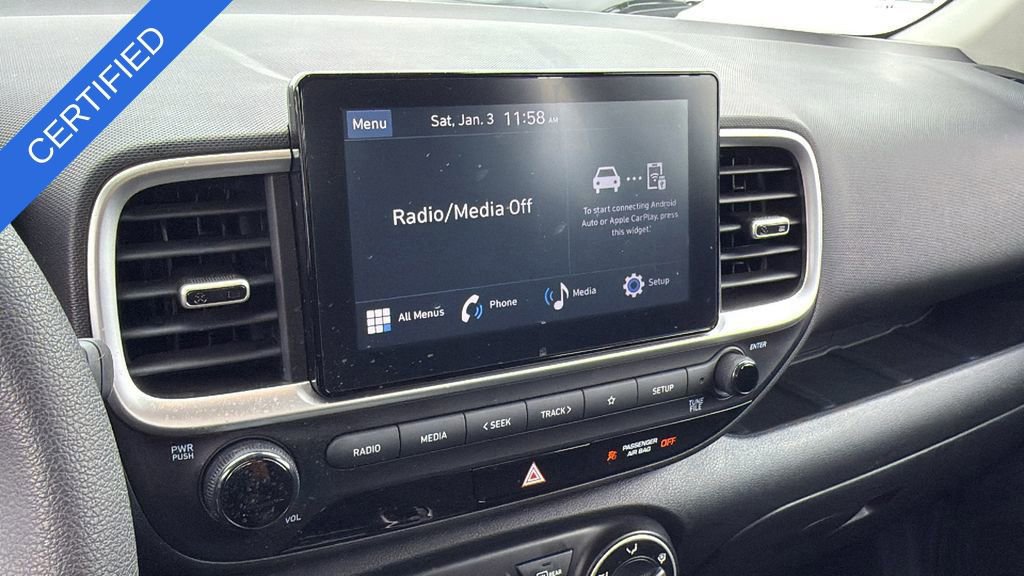 CERTIFIED
Menu
Sat, Jan. 3 11:58 AM
Radio/Media Off
To start connecting Android
Auto or Apple CarPlay, press
this widget.
All Menus
Phone
Media
Setup
PWR
PUSH
VOL
RADIO
MEDIA
< SEEK
TRACK >
☆
SETUP
ENTER
TUNE
FILE
PASSENGER
AIR BAG
OFF
REAR